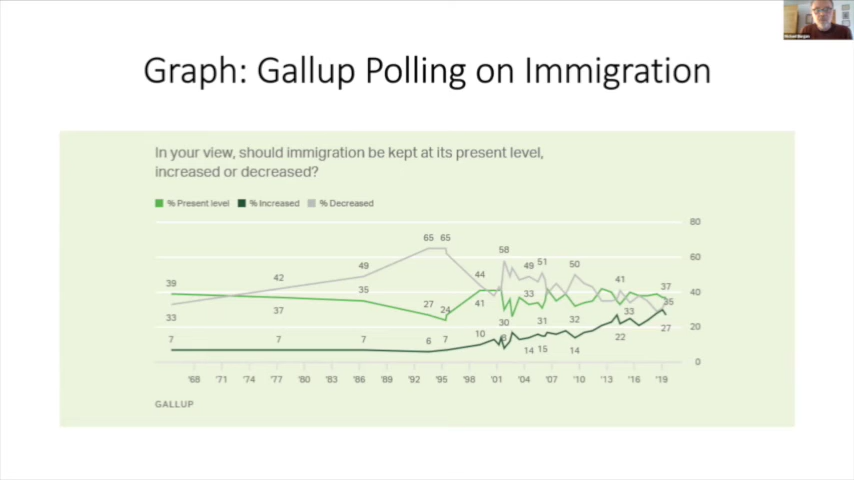 Graph: Gallup Polling on Immigration
In your view, should immigration be kept at its present level,
increased or decreased?
% Present level % Increased % Decreased
80
65 65
58
60
49 51 50
49
44
42
41
39 37
35 33 35
40
41
37
33
33
27 24
30 31 32
27
22
20
10
7 7 7 6 7
14 15 14
0
'68 '71 '74 '77 '80 '83 '86 '89 '92 '95 '98 '01 '04 '07 '10 '13 '16 '19
GALLUP